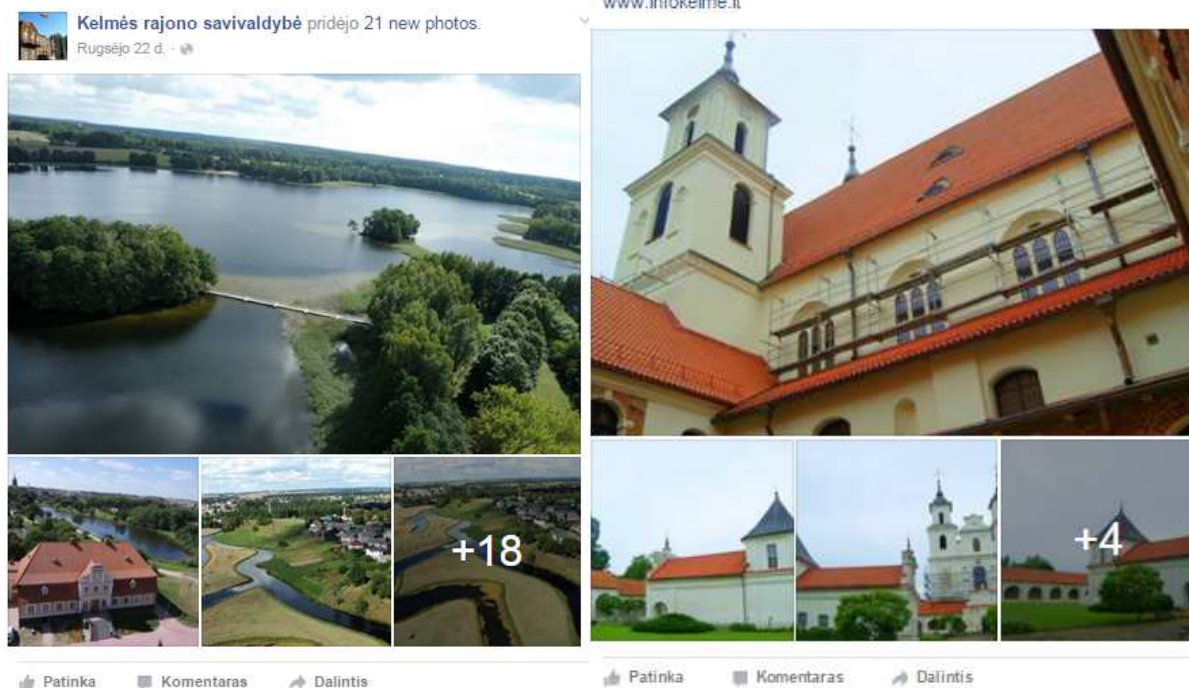 Kelmės rajono savivaldybė pridėjo 21 new photos.
Rugsėjo 22 d.
+18
Patinka Komentaras Dalintis
www.infokelme.lt
+4
Patinka Komentaras Dalintis